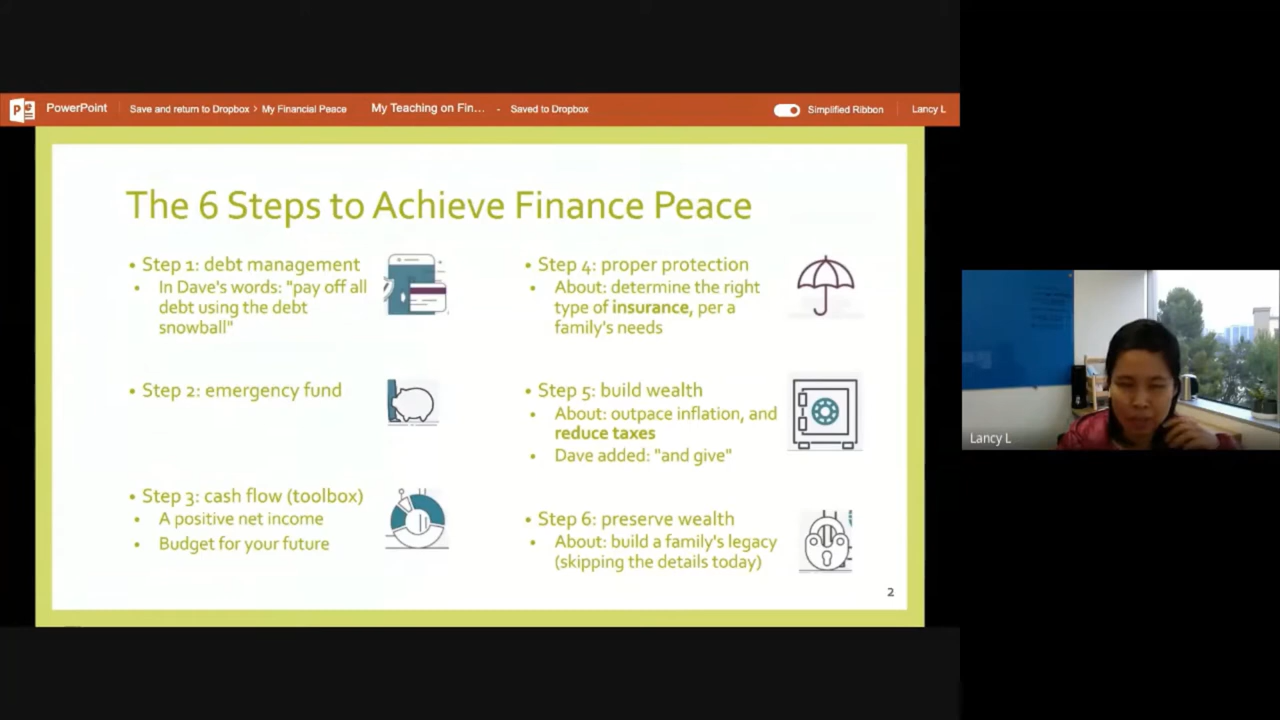 PowerPoint
Save and return to Dropbox > My Financial Peace
My Teaching on Fin... - Saved to Dropbox
Simplified Ribbon
Lancy L
The 6 Steps to Achieve Finance Peace
• Step 1: debt management
• In Dave's words: "pay off all
debt using the debt
snowball"
• Step 2: emergency fund
• Step 3: cash flow (toolbox)
• A positive net income
• Budget for your future
• Step 4: proper protection
• About: determine the right
type of insurance, per a
family's needs
• Step 5: build wealth
• About: outpace inflation, and
reduce taxes
• Dave added: "and give"
• Step 6: preserve wealth
• About: build a family's legacy
(skipping the details today)
2
Lancy L